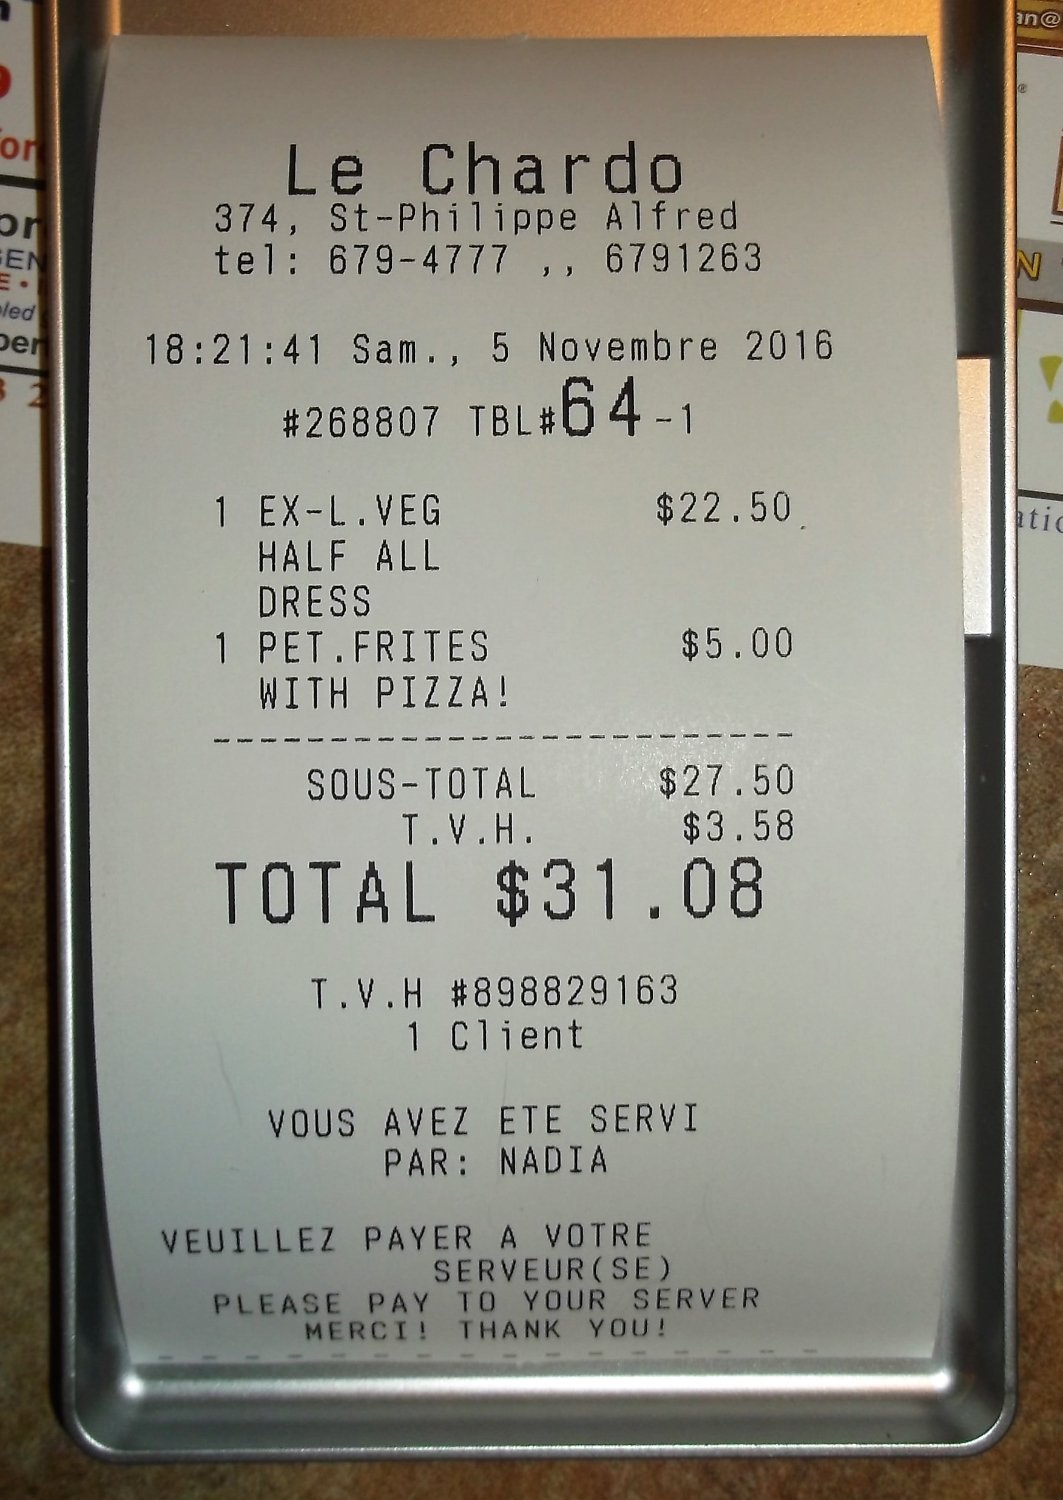 Le Chardo
374, St-Philippe Alfred
tel: 679-4777 ,, 6791263
18:21:41 Sam., 5 Novembre 2016
#268807 TBL#64-1
1 EX-L.VEG $22.50
HALF ALL
DRESS
1 PET.FRITES $5.00
WITH PIZZA!
-------------------------
SOUS-TOTAL $27.50
T.V.H. $3.58
TOTAL $31.08
T.V.H #898829163
1 Client
VOUS AVEZ ETE SERVI
PAR: NADIA
VEUILLEZ PAYER A VOTRE
SERVEUR(SE)
PLEASE PAY TO YOUR SERVER
MERCI! THANK YOU!